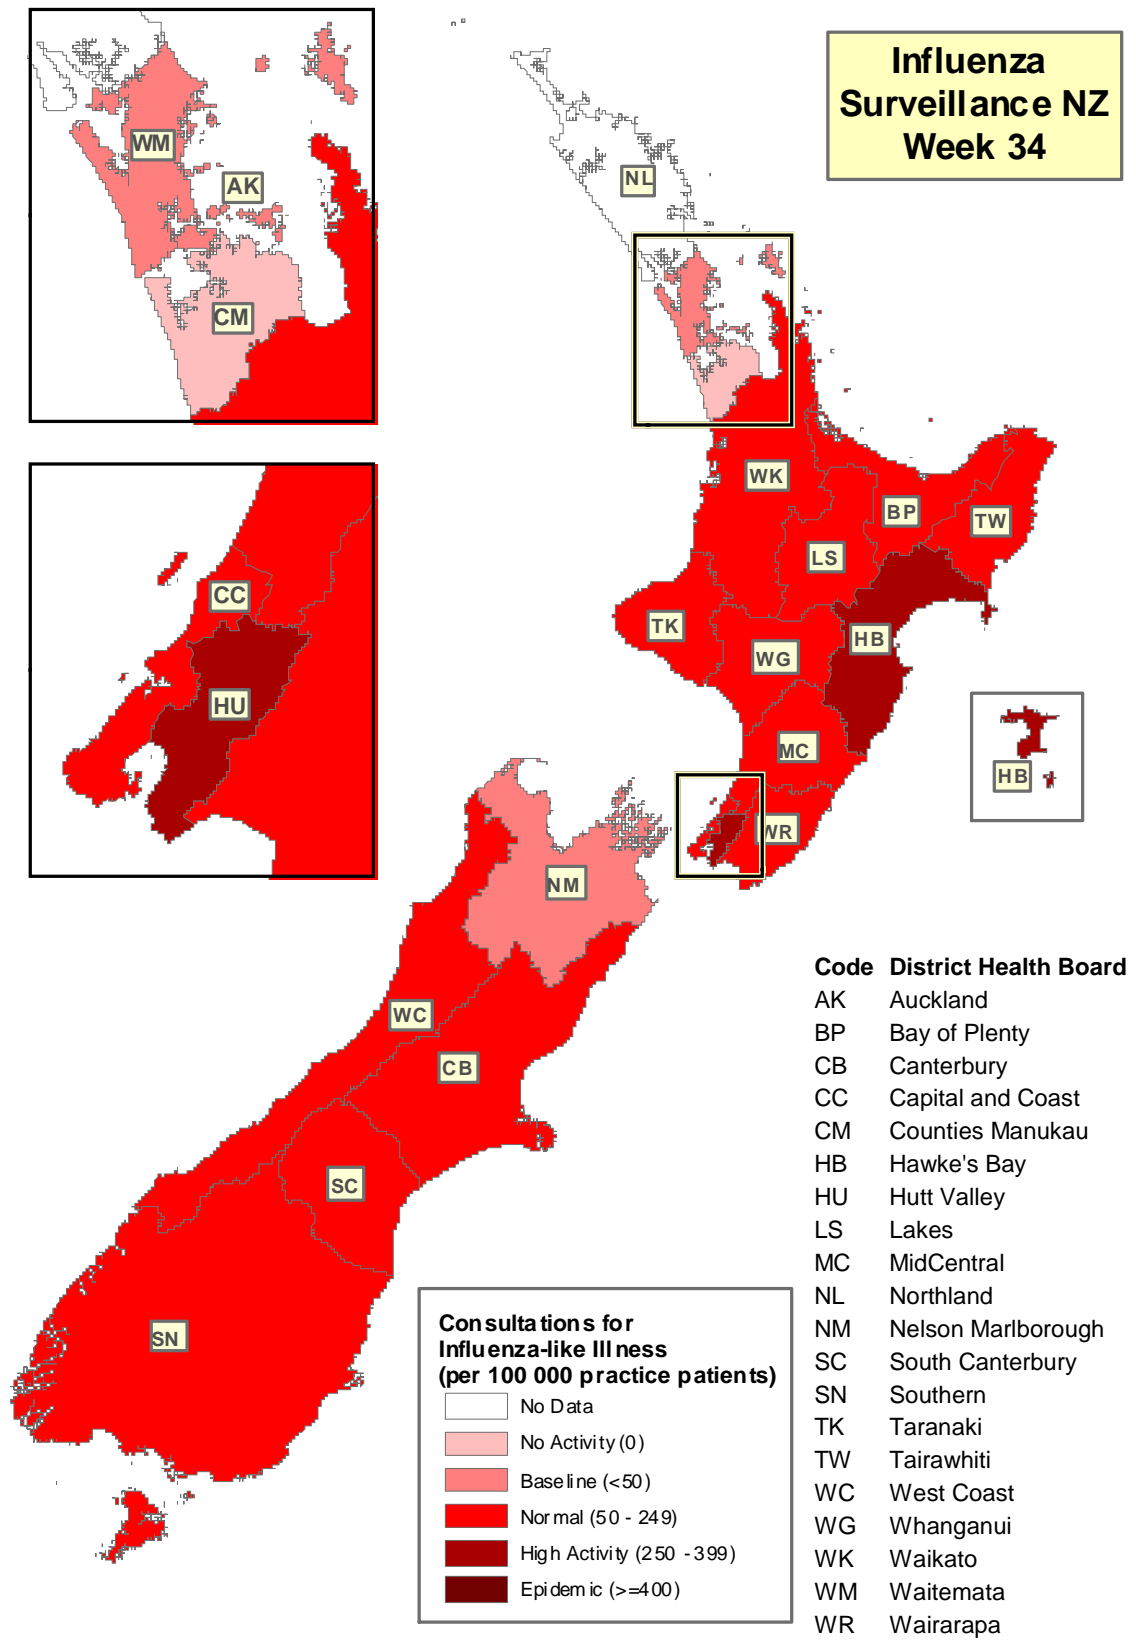 Influenza
Surveillance NZ
Week 34
WM
AK
CM
NL
WK
BP
TW
LS
TK
HB
WG
MC
HB
WR
CC
HU
NM
WC
CB
SC
SN
Code District Health Board
AK Auckland
BP Bay of Plenty
CB Canterbury
CC Capital and Coast
CM Counties Manukau
HB Hawke's Bay
HU Hutt Valley
LS Lakes
MC MidCentral
NL Northland
NM Nelson Marlborough
SC South Canterbury
SN Southern
TK Taranaki
TW Tairawhiti
WC West Coast
WG Whanganui
WK Waikato
WM Waitemata
WR Wairarapa
Consultations for
Influenza-like Illness
(per 100 000 practice patients)
No Data
No Activity (0)
Baseline (<50)
Normal (50 - 249)
High Activity (250 - 399)
Epidemic (>=400)